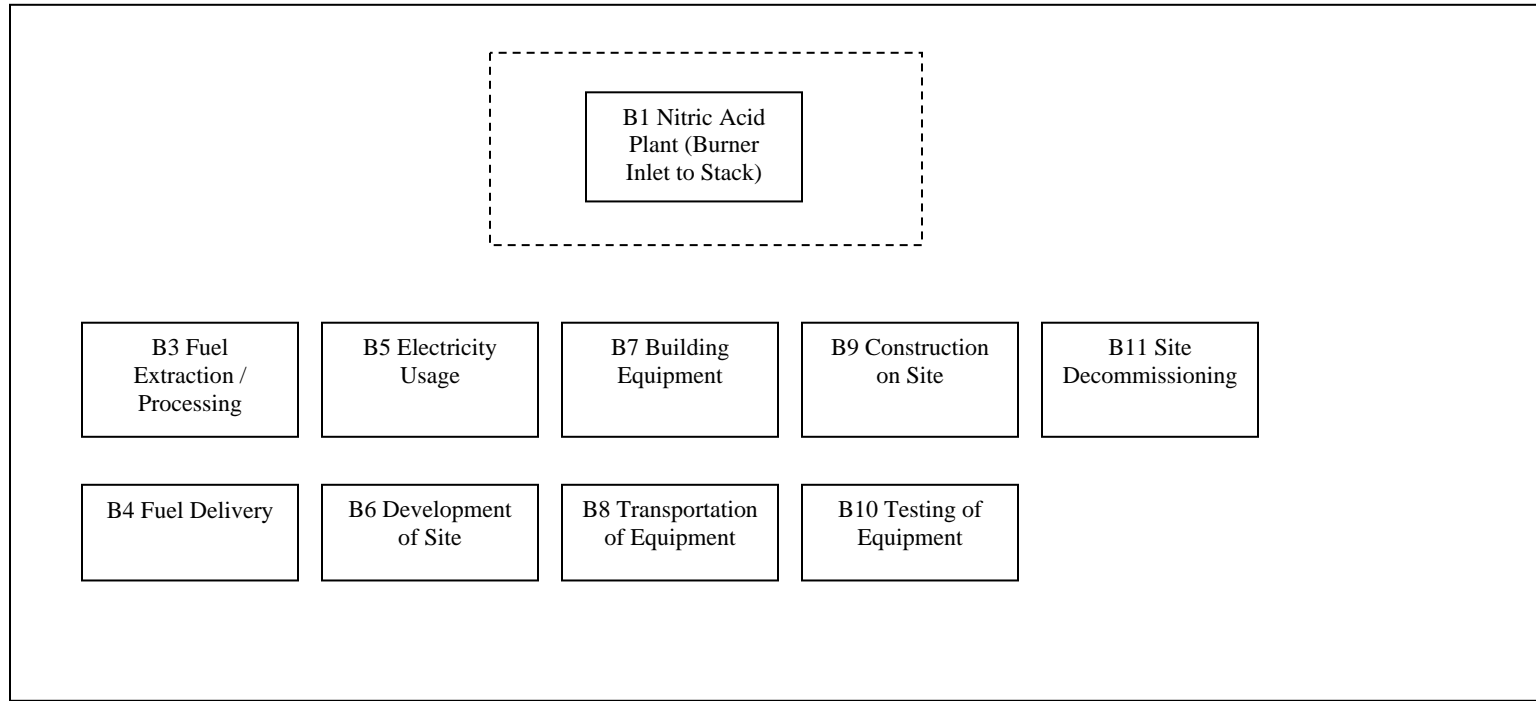 B1 Nitric Acid
Plant (Burner
Inlet to Stack)
B3 Fuel
Extraction /
Processing
B5 Electricity
Usage
B7 Building
Equipment
B9 Construction
on Site
B11 Site
Decommissioning
B4 Fuel Delivery
B6 Development
of Site
B8 Transportation
of Equipment
B10 Testing of
Equipment